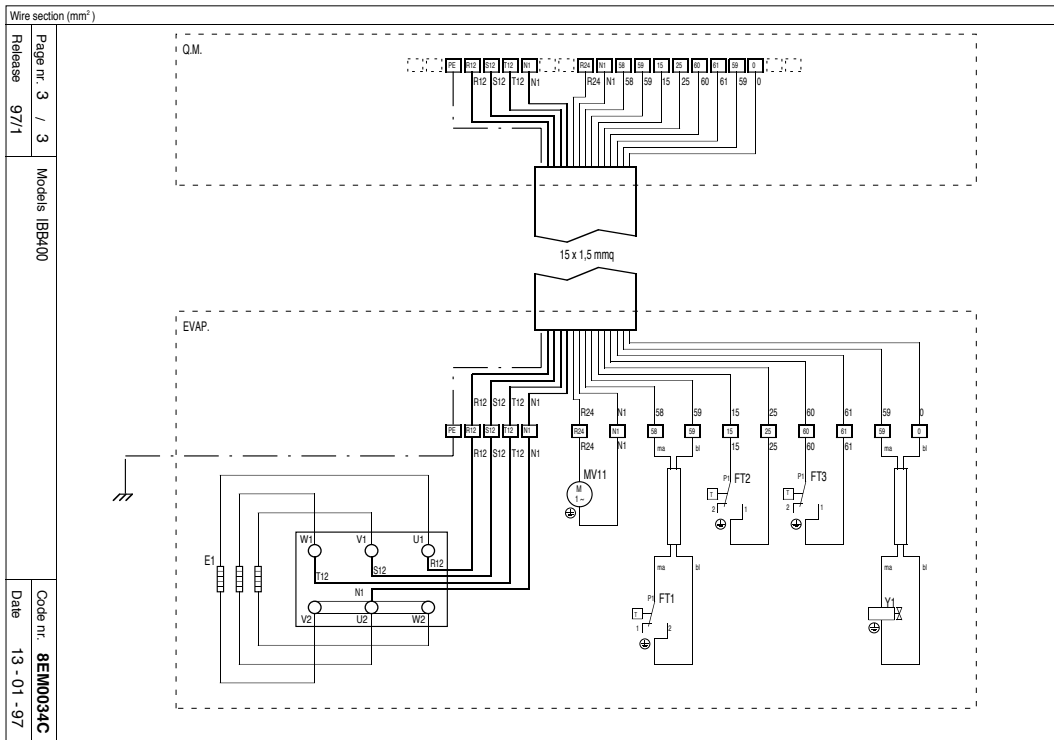 Wire section (mm²)
Page nr. 3 / 3
Release 97/1
Models IBB400
Code nr. 8EM0034C
Date 13 - 01 - 97
Q.M.
PE R12 S12 T12 N1 R24 N1 58 59 15 25 60 61 59 0
R12 S12 T12 N1 R24 N1 58 59 15 25 60 61 59 0
15 x 1,5 mmq
EVAP.
R12 S12 T12 N1 R24 N1 58 59 15 25 60 61 59 0
PE R12 S12 T12 N1 R24 N1 58 59 15 25 60 61 59 0
R12 S12 T12 N1 R24 N1 15 25 60 61
ma bl ma bl
MV11
M
1 ~
P1 FT2
T
2 1
P1 FT3
T
2 1
E1
W1 V1 U1
T12 S12 R12
N1
V2 U2 W2
ma bl ma bl
P1 FT1
T
1 2
Y1